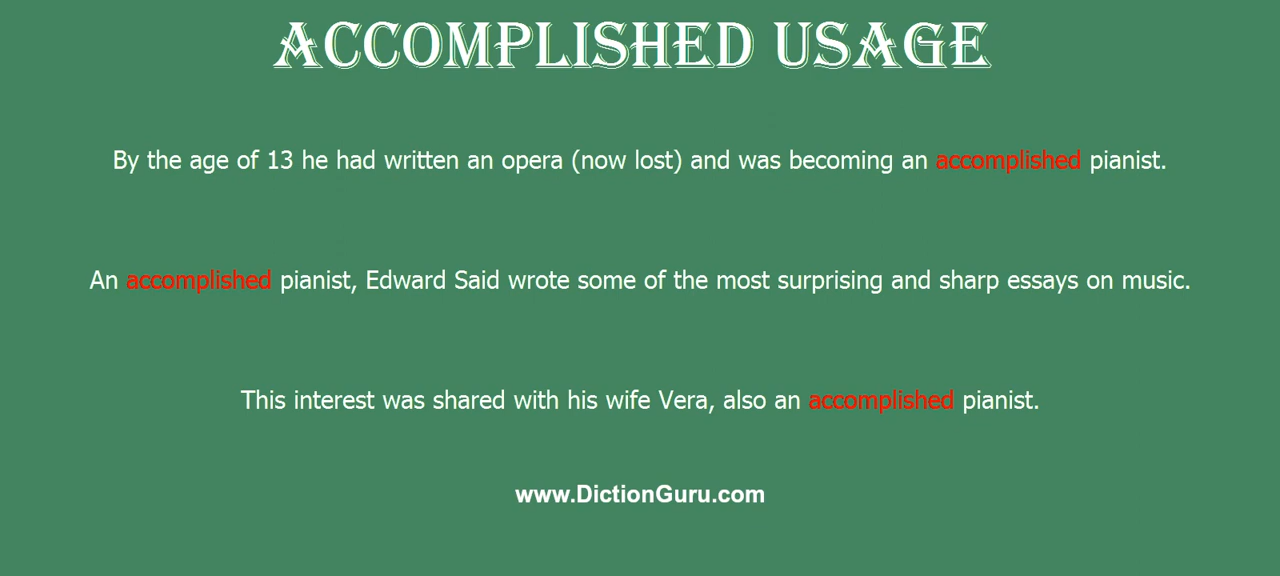 ACCOMPLISHED USAGE
By the age of 13 he had written an opera (now lost) and was becoming an accomplished pianist.
An accomplished pianist, Edward Said wrote some of the most surprising and sharp essays on music.
This interest was shared with his wife Vera, also an accomplished pianist.
www.DictionGuru.com